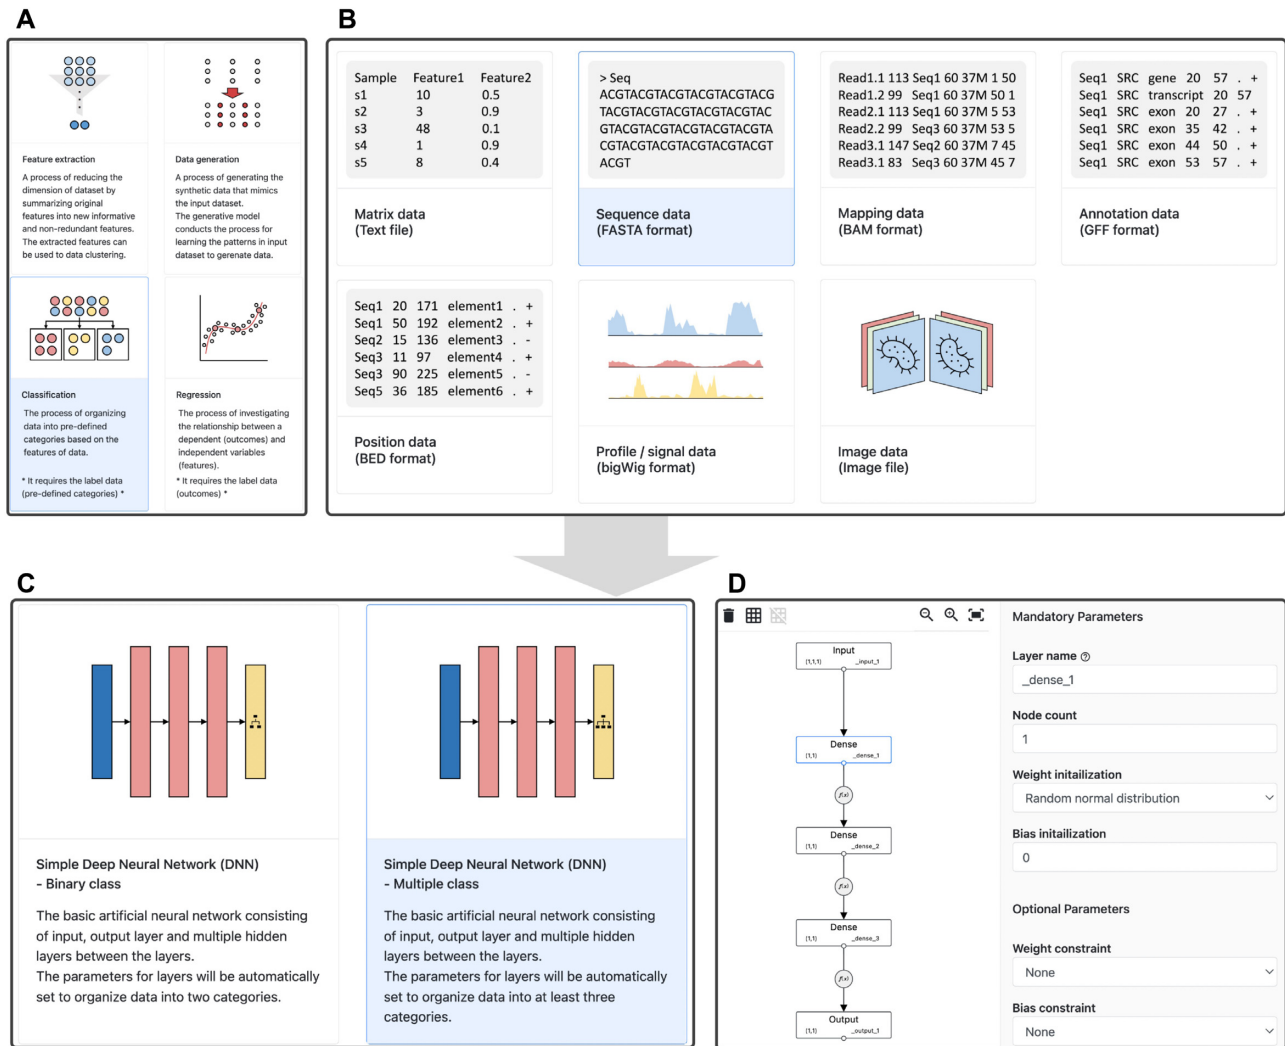 A
Feature extraction
A process of reducing the
dimension of dataset by
summarizing original
features into new informative
and non-redundant features.
The extracted features can
be used to data clustering.
Data generation
A process of generating the
synthetic data that mimics
the input dataset.
The generative model
conducts the process for
learning the patterns in input
dataset to gernenate data.
Classification
The process of organizing
data into pre-defined
categories based on the
features of data.
* It requires the label data
(pre-defined categories) *
Regression
The process of investigating
the relationship between a
dependent (outcomes) and
independent variables
(features).
* It requires the label data
(outcomes) *
B
Sample Feature1 Feature2
s1 10 0.5
s2 3 0.9
s3 48 0.1
s4 1 0.9
s5 8 0.4
Matrix data
(Text file)
> Seq
ACGTACGTACGTACGTACGTACG
TACGTACGTACGTACGTACGTAC
GTACGTACGTACGTACGTACGTA
CGTACGTACGTACGTACGTACGT
ACGT
Sequence data
(FASTA format)
Read1.1 113 Seq1 60 37M 1 50
Read1.2 99 Seq1 60 37M 50 1
Read2.1 113 Seq1 60 37M 5 53
Read2.2 99 Seq3 60 37M 53 5
Read3.1 147 Seq2 60 37M 7 45
Read3.1 83 Seq3 60 37M 45 7
Mapping data
(BAM format)
Seq1 SRC gene 20 57 . +
Seq1 SRC transcript 20 57
Seq1 SRC exon 20 27 . +
Seq1 SRC exon 35 42 . +
Seq1 SRC exon 44 50 . +
Seq1 SRC exon 53 57 . +
Annotation data
(GFF format)
Seq1 20 171 element1 . +
Seq1 50 192 element2 . +
Seq2 15 136 element3 . -
Seq3 11 97 element4 . +
Seq3 90 225 element5 . -
Seq5 36 185 element6 . +
Position data
(BED format)
Profile / signal data
(bigWig format)
Image data
(Image file)
C
Simple Deep Neural Network (DNN)
- Binary class
The basic artificial neural network consisting
of input, output layer and multiple hidden
layers between the layers.
The parameters for layers will be automatically
set to organize data into two categories.
Simple Deep Neural Network (DNN)
- Multiple class
The basic artificial neural network consisting
of input, output layer and multiple hidden
layers between the layers.
The parameters for layers will be automatically
set to organize data into at least three
categories.
D
Input
(1,1,1) _input_1
Dense
(1,1) _dense_1
f(x)
Dense
(1,1) _dense_2
f(x)
Dense
(1,1) _dense_3
f(x)
Output
(1,1) _output_1
Mandatory Parameters
Layer name
_dense_1
Node count
1
Weight initailization
Random normal distribution
Bias initailization
0
Optional Parameters
Weight constraint
None
Bias constraint
None